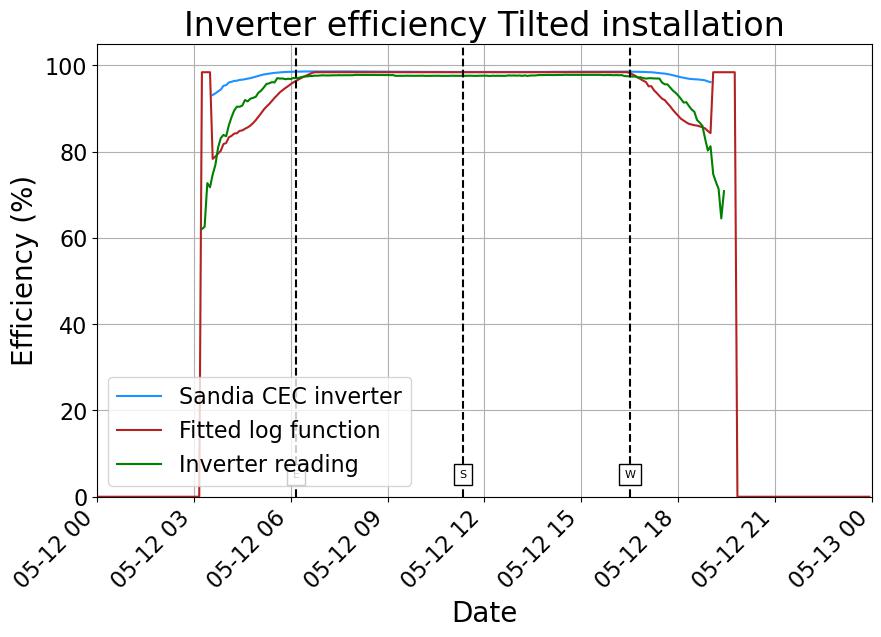 Inverter efficiency Tilted installation
Efficiency (%)
100
80
60
40
20
0
Sandia CEC inverter
Fitted log function
Inverter reading
E
S
W
05-12 00
05-12 03
05-12 06
05-12 09
05-12 12
05-12 15
05-12 18
05-12 21
05-13 00
Date